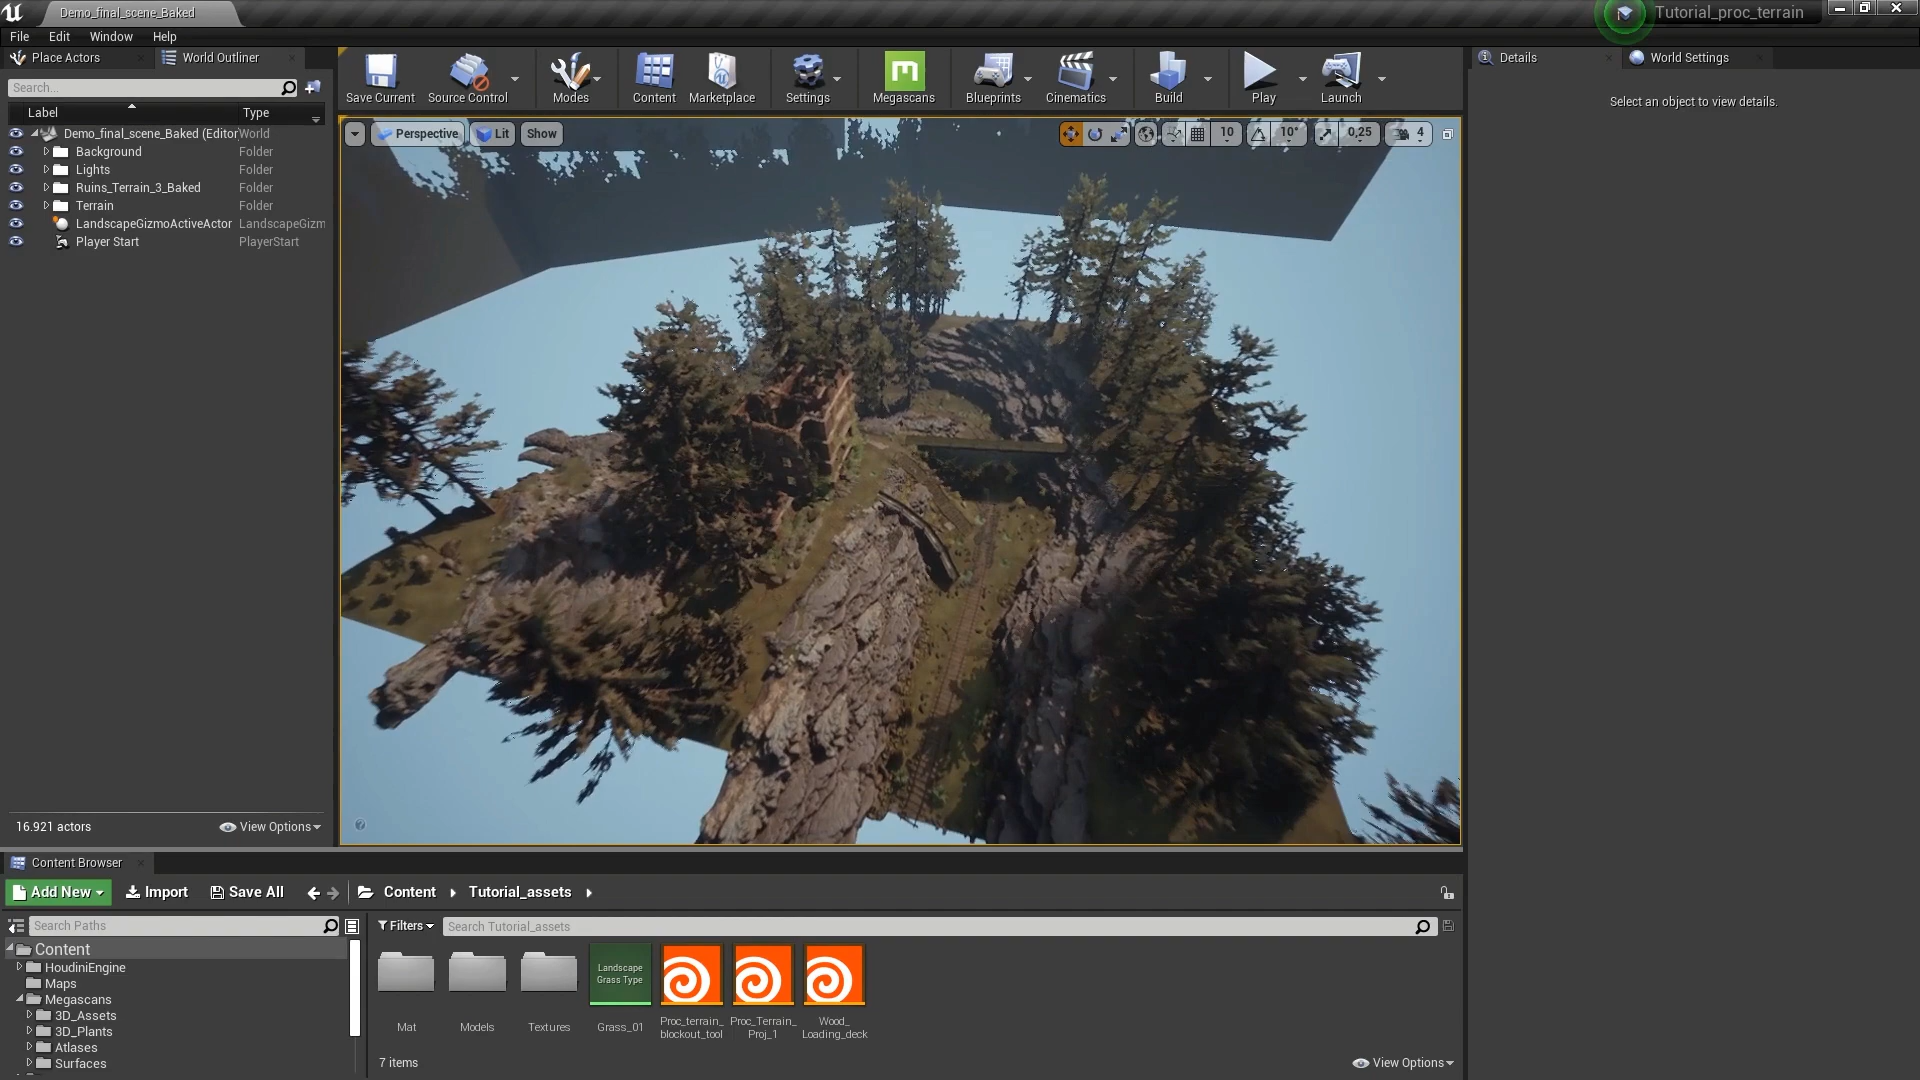 Demo_final_scene_Baked
Tutorial_proc_terrain
File Edit Window Help
Place Actors World Outliner
Save Current Source Control Modes Content Marketplace Settings Megascans Blueprints Cinematics Build Play Launch
Details World Settings
Search...
Select an object to view details.
Label Type
Demo_final_scene_Baked (Editor World
Background Folder
Lights Folder
Ruins_Terrain_3_Baked Folder
Terrain Folder
LandscapeGizmoActiveActor LandscapeGizm
Player Start PlayerStart
Perspective Lit Show 10 10° 0,25 4
16.921 actors View Options
Content Browser
Add New Import Save All Content Tutorial_assets
Search Paths
Filters Search Tutorial_assets
Content
HoudiniEngine
Maps
Megascans
3D_Assets
3D_Plants
Atlases
Surfaces
Landscape
Grass Type
Mat Models Textures Grass_01 Proc_terrain_ Proc_Terrain_ Wood_
blockout_tool Proj_1 Loading_deck
7 items View Options